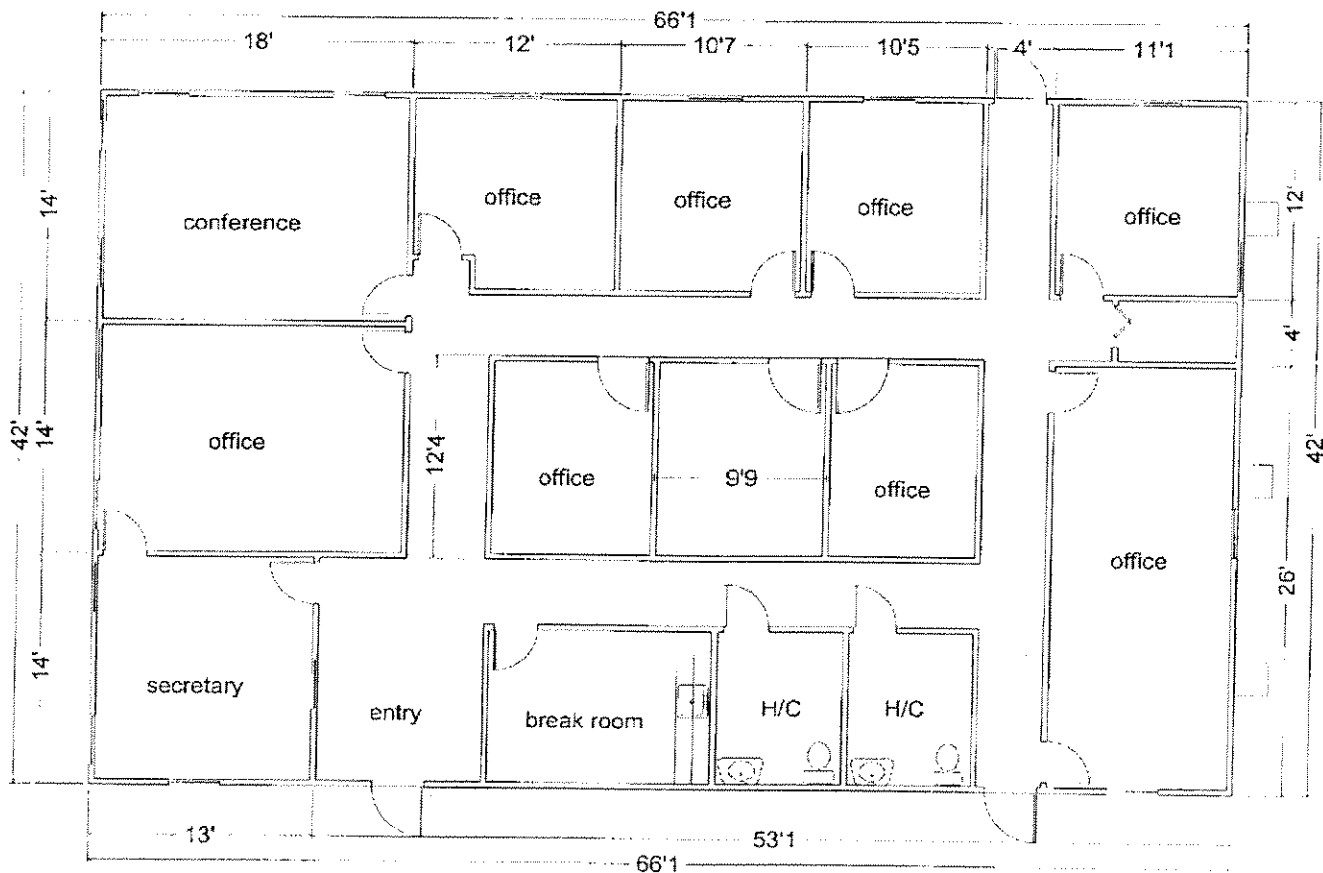 66'1
18'
12'
10'7
10'5
4'
11'1
14'
conference
office
office
office
office
12'
4'
42'
14'
office
12'4
office
9'9
office
office
42'
26'
14'
secretary
entry
break room
H/C
H/C
13'
53'1
66'1